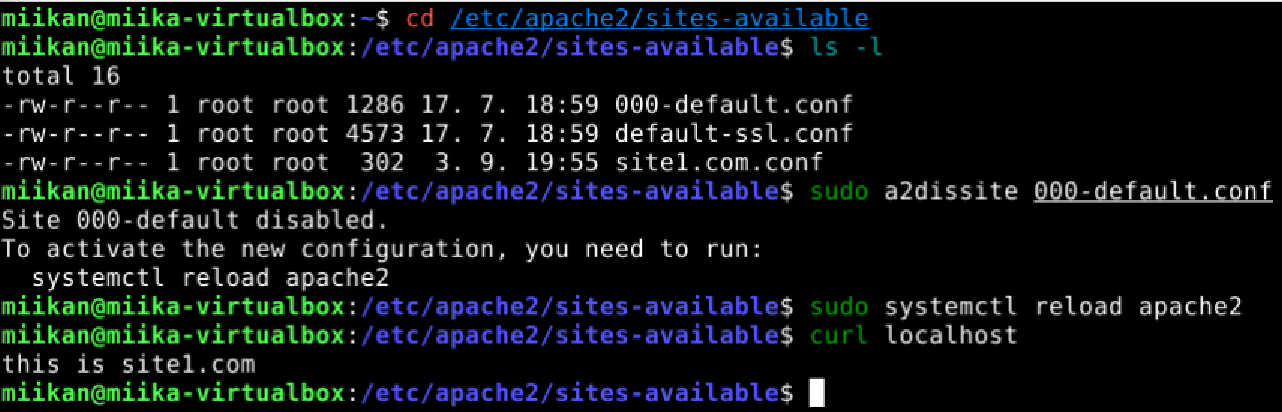 miikan@miika-virtualbox:~$ cd /etc/apache2/sites-available
miikan@miika-virtualbox:/etc/apache2/sites-available$ ls -l
total 16
-rw-r--r-- 1 root root 1286 17. 7. 18:59 000-default.conf
-rw-r--r-- 1 root root 4573 17. 7. 18:59 default-ssl.conf
-rw-r--r-- 1 root root  302  3. 9. 19:55 site1.com.conf
miikan@miika-virtualbox:/etc/apache2/sites-available$ sudo a2dissite 000-default.conf
Site 000-default disabled.
To activate the new configuration, you need to run:
  systemctl reload apache2
miikan@miika-virtualbox:/etc/apache2/sites-available$ sudo systemctl reload apache2
miikan@miika-virtualbox:/etc/apache2/sites-available$ curl localhost
this is site1.com
miikan@miika-virtualbox:/etc/apache2/sites-available$